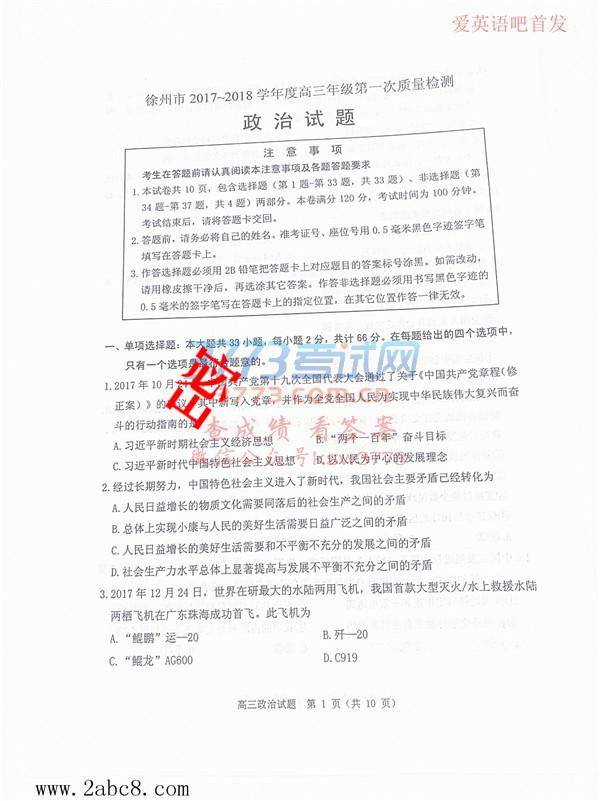 爱英语吧首发
徐州市 2017~2018 学年度高三年级第一次质量检测
政 治 试 题
注 意 事 项
考生在答题前请认真阅读本注意事项及各题答题要求
1.本试卷共 10 页，包含选择题（第 1 题-第 33 题，共 33 题）、非选择题（第
34 题-第 37 题，共 4 题）两部分。本卷满分 120 分，考试时间为 100 分钟。
考试结束后，请将答题卡交回。
2.答题前，请务必将自己的姓名、准考证号、座位号用 0.5 毫米黑色字迹签字笔
填写在答题卡上。
3.作答选择题必须用 2B 铅笔把答题卡上对应题目的答案标号涂黑。如需改动，
请用橡皮擦干净后，再选涂其它答案。作答非选择题必须用书写黑色字迹的
0.5 毫米的签字笔写在答题卡上的指定位置，在其它位置作答一律无效。
一、单项选择题：本大题共 33 小题，每小题 2 分，共计 66 分。在每题给出的四个选项中，
只有一个选项是最符合题意的。
1.2017 年 10 月 24 日，中国共产党第十九次全国代表大会通过了关于《中国共产党章程（修
正案）》的决议，其中新写入党章，并作为全党全国人民为实现中华民族伟大复兴而奋
斗的行动指南的是
A.习近平新时期社会主义经济思想 B.“两个一百年”奋斗目标
C.习近平新时代中国特色社会主义思想 D.以人民为中心的发展理念
2.经过长期努力，中国特色社会主义进入了新时代，我国社会主要矛盾已经转化为
A.人民日益增长的物质文化需要同落后的社会生产之间的矛盾
B.总体上实现小康与人民的美好生活需要日益广泛之间的矛盾
C.人民日益增长的美好生活需要和不平衡不充分的发展之间的矛盾
D.社会生产力水平总体上显著提高与发展不平衡不充分之间的矛盾
3.2017 年 12 月 24 日，世界在研最大的水陆两用飞机，我国首款大型灭火/水上救援水陆
两栖飞机在广东珠海成功首飞。此飞机为
A.“鲲鹏”运—20 B.歼—20
C.“鲲龙”AG600 D.C919
查成绩 看答案
高三政治试题 第 1 页（共 10 页）
www.2abc8.com